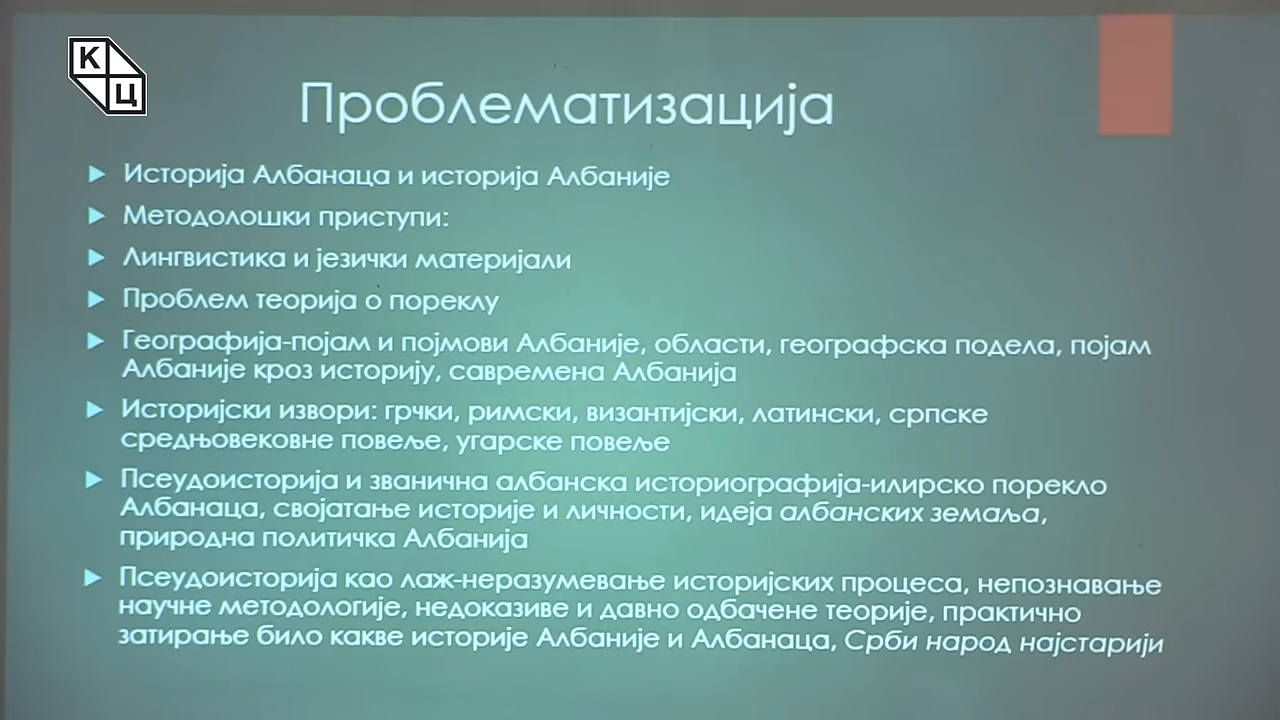 К
Ц
Проблематизација
Историја Албанаца и историја Албаније
Методолошки приступи:
Лингвистика и језички материјали
Проблем теорија о пореклу
Географија-појам и појмови Албаније, области, географска подела, појам
Албаније кроз историју, савремена Албанија
Историјски извори: грчки, римски, византијски, латински, српске
средњовековне повеље, угарске повеље
Псеудоисторија и званична албанска историографија-илирско порекло
Албанаца, својатање историје и личности, идеја албанских земаља,
природна политичка Албанија
Псеудоисторија као лаж-неразумевање историјских процеса, непознавање
научне методологије, недоказиве и давно одбачене теорије, практично
затирање било какве историје Албаније и Албанаца, Срби народ најстарији